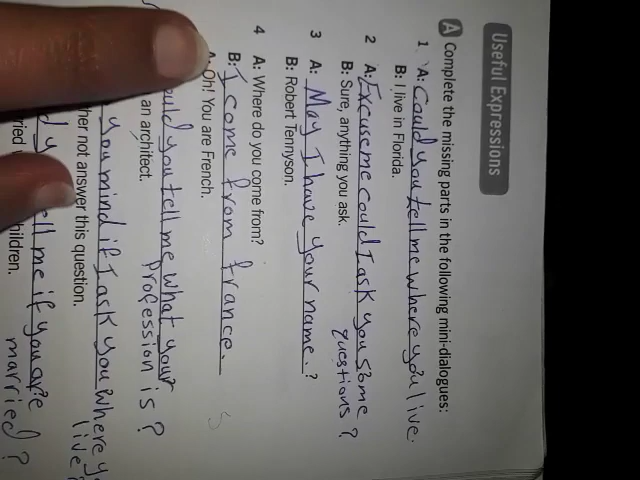 Useful Expressions
A Complete the missing parts in the following mini-dialogues:
1 A: Could you tell me where you live.
B: I live in Florida.
2 A: Excuse me could I ask you some
questions?
B: Sure, anything you ask.
3 A: May I have your name.?
B: Robert Tennyson.
4 A: Where do you come from?
B: I come from france.
A: Oh! You are French.
you tell me what your
profession is?
an architect.
you mind if I ask you where
live?
not answer this question.
me if you are
married?